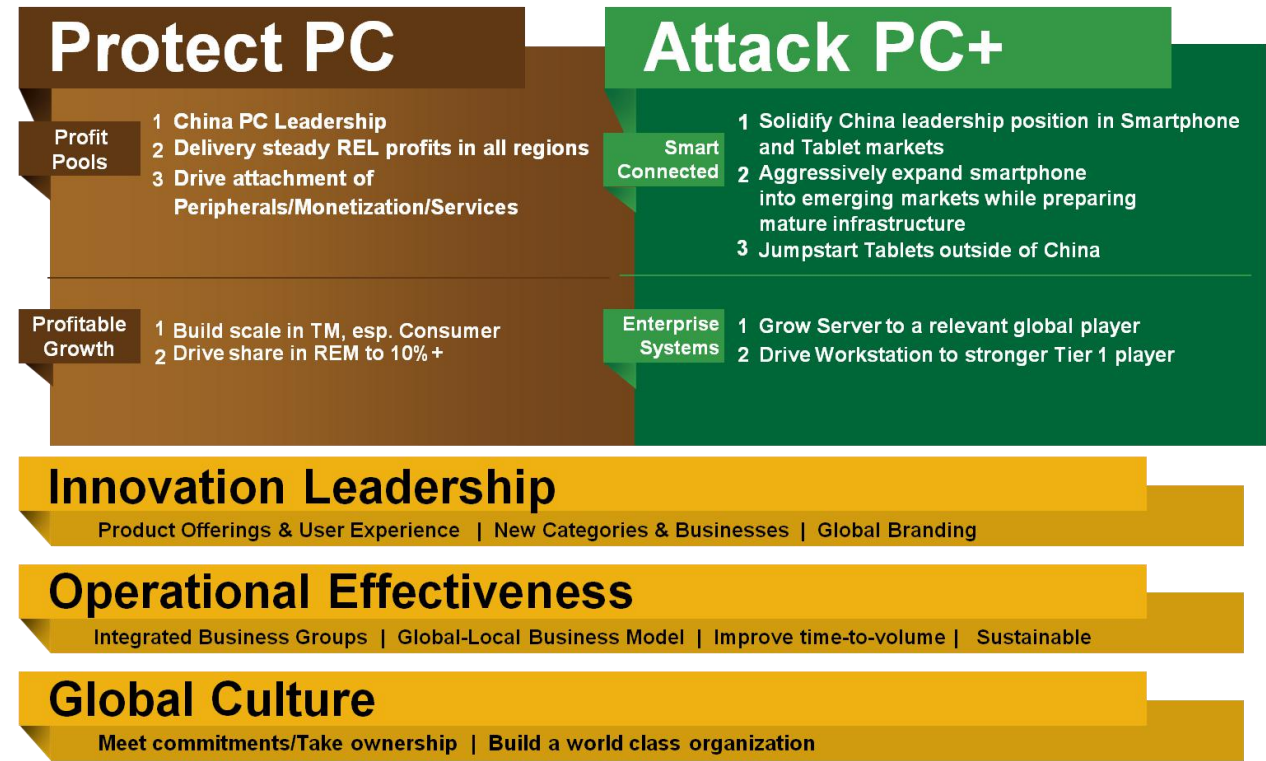 Protect PC
Profit
Pools
1 China PC Leadership
2 Delivery steady REL profits in all regions
3 Drive attachment of
Peripherals/Monetization/Services
Profitable
Growth
1 Build scale in TM, esp. Consumer
2 Drive share in REM to 10%+
Attack PC+
Smart
Connected
1 Solidify China leadership position in Smartphone
and Tablet markets
2 Aggressively expand smartphone
into emerging markets while preparing
mature infrastructure
3 Jumpstart Tablets outside of China
Enterprise
Systems
1 Grow Server to a relevant global player
2 Drive Workstation to stronger Tier 1 player
Innovation Leadership
Product Offerings & User Experience | New Categories & Businesses | Global Branding
Operational Effectiveness
Integrated Business Groups | Global-Local Business Model | Improve time-to-volume | Sustainable
Global Culture
Meet commitments/Take ownership | Build a world class organization